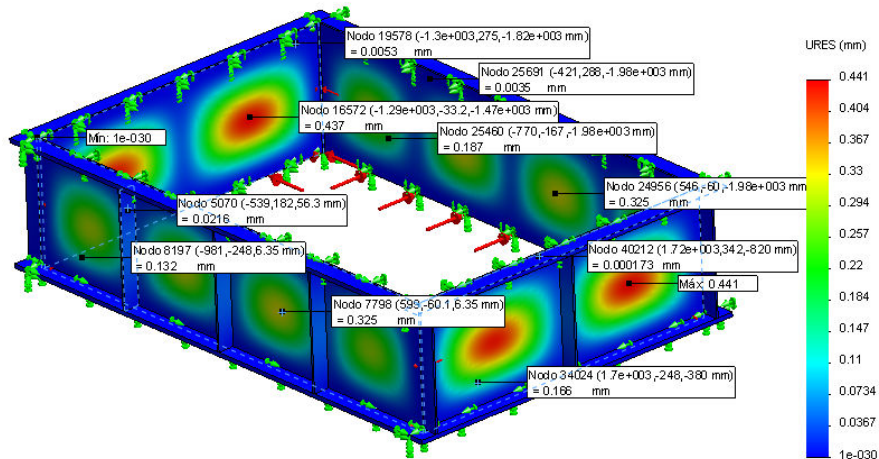 Nodo 19578 (-1.3e+003,275,-1.82e+003 mm)
= 0.0053 mm
Nodo 25691 (-421,288,-1.98e+003 mm)
= 0.0035 mm
Nodo 16572 (-1.29e+003,-33.2,-1.47e+003 mm)
= 0.437 mm
Mín: 1e-030
Nodo 25460 (-770,-167,-1.98e+003 mm)
= 0.187 mm
Nodo 24956 (546,-60,-1.98e+003 mm
= 0.325 mm
Nodo 5070 (-539,182,56.3 mm)
= 0.0216 mm
Nodo 8197 (-981,-248,6.35 mm)
= 0.132 mm
Nodo 40212 (1.72e+003,342,-820 mm)
= 0.000173 mm
Máx: 0.441
Nodo 7798 (599,-60.1,6.35 mm)
= 0.325 mm
Nodo 34024 (1.7e+003,-248,-380 mm)
= 0.166 mm
URES (mm)
0.441
0.404
0.367
0.33
0.294
0.257
0.22
0.184
0.147
0.11
0.0734
0.0367
1e-030